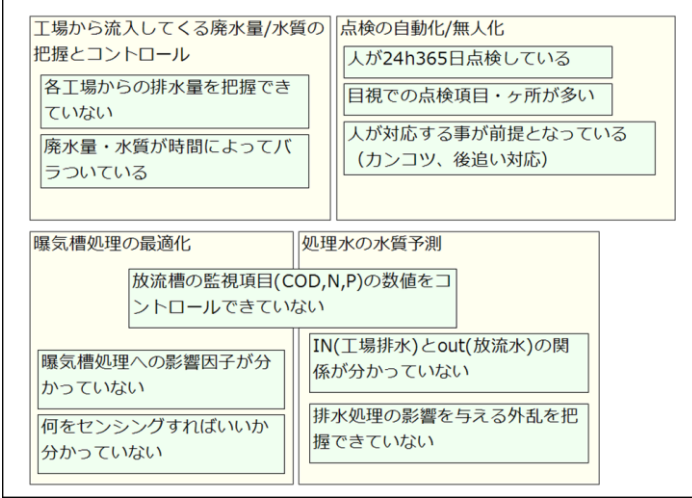 工場から流入してくる廃水量/水質の
把握とコントロール
各工場からの排水量を把握でき
ていない
廃水量・水質が時間によってバ
ラついている
点検の自動化/無人化
人が24h365日点検している
目視での点検項目・ヶ所が多い
人が対応する事が前提となっている
（カンコツ、後追い対応）
曝気槽処理の最適化
処理水の水質予測
放流槽の監視項目(COD,N,P)の数値をコ
ントロールできていない
曝気槽処理への影響因子が分
かっていない
何をセンシングすればいいか
分かっていない
IN(工場排水)とout(放流水)の関
係が分かっていない
排水処理の影響を与える外乱を把
握できていない